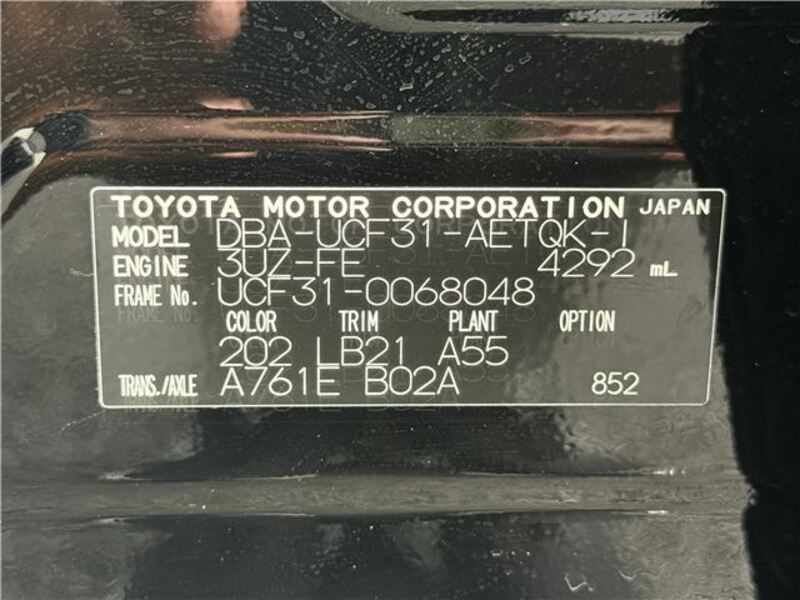 TOYOTA MOTOR CORPORATION JAPAN
MODEL DBA-UCF31-AETQK-I
ENGINE 3UZ-FE 4292 mL
FRAME No. UCF31-0068048
COLOR TRIM PLANT OPTION
202 LB21 A55
TRANS./AXLE A761E B02A 852